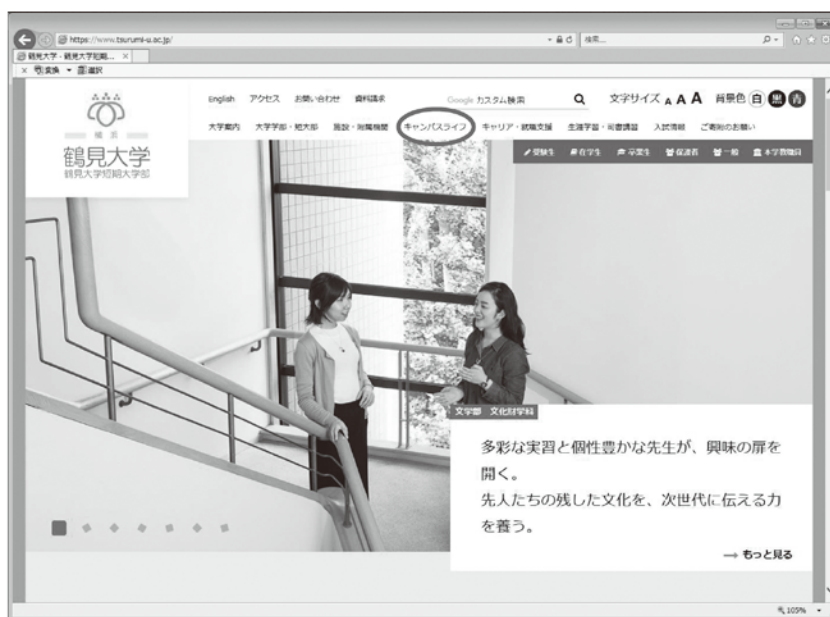 https://www.tsurumi-u.ac.jp/
検索...
鶴見大学 - 鶴見大学短期...
× 変換 ▼ 選択
English アクセス お問い合わせ 資料請求 Google カスタム検索 文字サイズ A A A 背景色 白 黒 青
大学案内 大学学部・短大部 施設・附属機関 キャンパスライフ キャリア・就職支援 生涯学習・司書講習 入試情報 ご寄附のお願い
横浜
鶴見大学
鶴見大学短期大学部
受験生 在学生 卒業生 保護者 一般 本学教職員
文学部 文化財学科
多彩な実習と個性豊かな先生が、興味の扉を
開く。
先人たちの残した文化を、次世代に伝える力
を養う。
→ もっと見る
105%